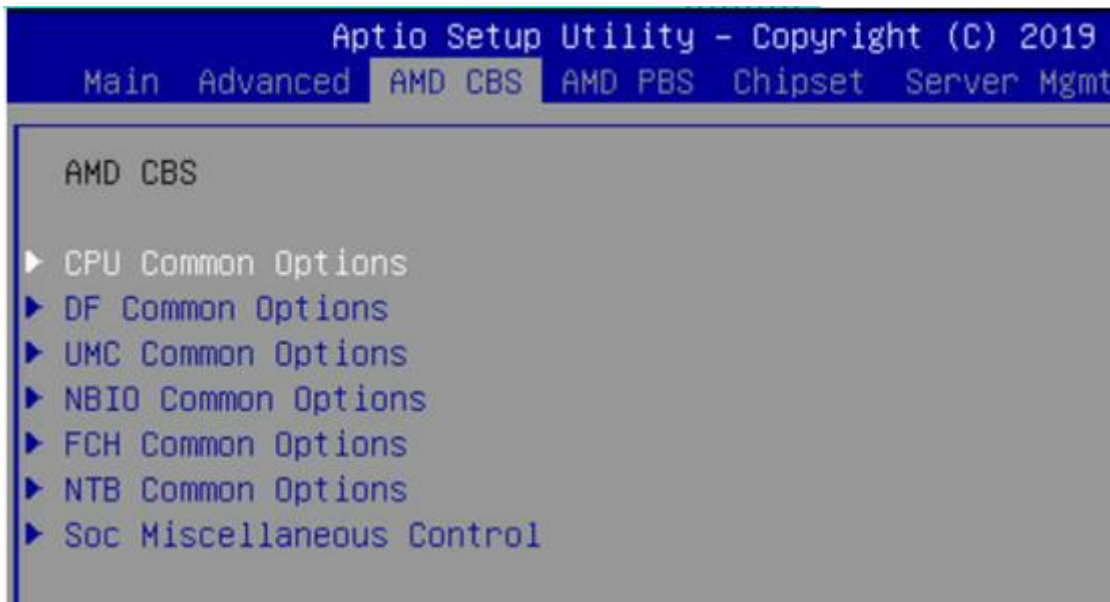 Aptio Setup Utility – Copyright (C) 2019
Main Advanced AMD CBS AMD PBS Chipset Server Mgmt
AMD CBS
CPU Common Options
DF Common Options
UMC Common Options
NBIO Common Options
FCH Common Options
NTB Common Options
Soc Miscellaneous Control